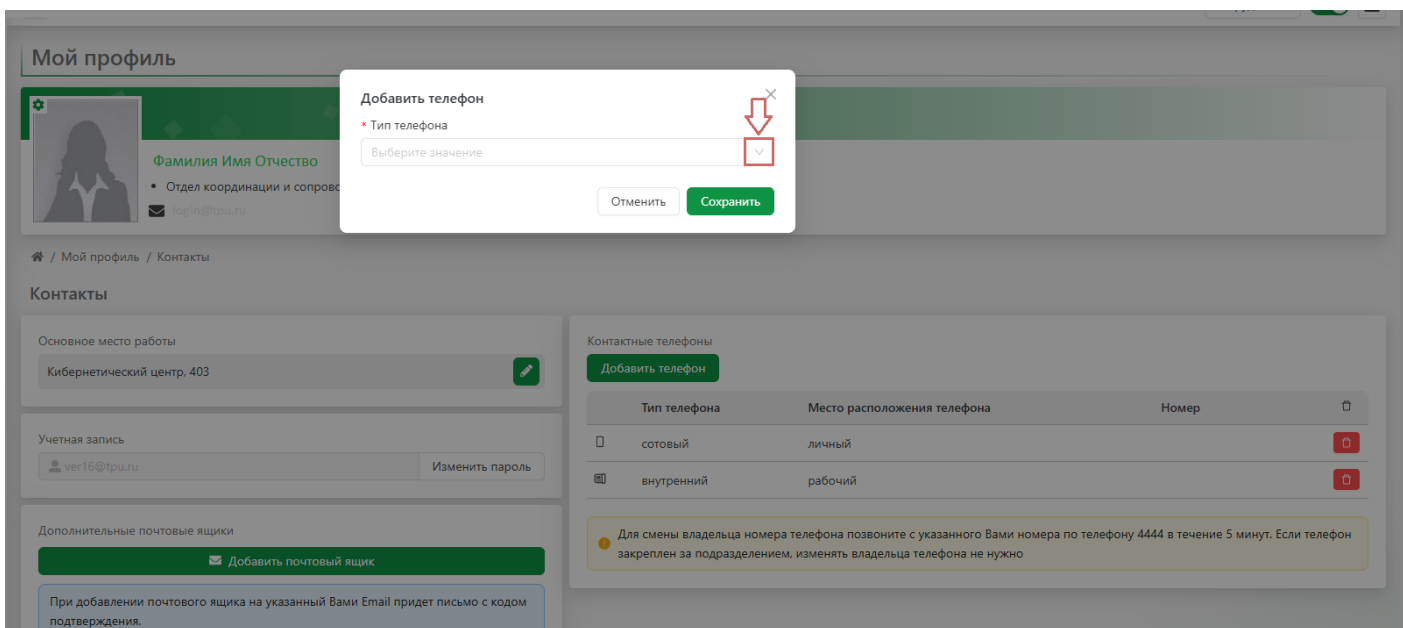 Мой профиль
Добавить телефон
* Тип телефона
Выберите значение
Отменить
Сохранить
Фамилия Имя Отчество
• Отдел координации и сопрово
login@tpu.ru
/ Мой профиль / Контакты
Контакты
Основное место работы
Кибернетический центр, 403
Учетная запись
ver16@tpu.ru
Изменить пароль
Дополнительные почтовые ящики
Добавить почтовый ящик
При добавлении почтового ящика на указанный Вами Email придет письмо с кодом
подтверждения.
Контактные телефоны
Добавить телефон
Тип телефона Место расположения телефона Номер
сотовый личный
внутренний рабочий
Для смены владельца номера телефона позвоните с указанного Вами номера по телефону 4444 в течение 5 минут. Если телефон
закреплен за подразделением, изменять владельца телефона не нужно